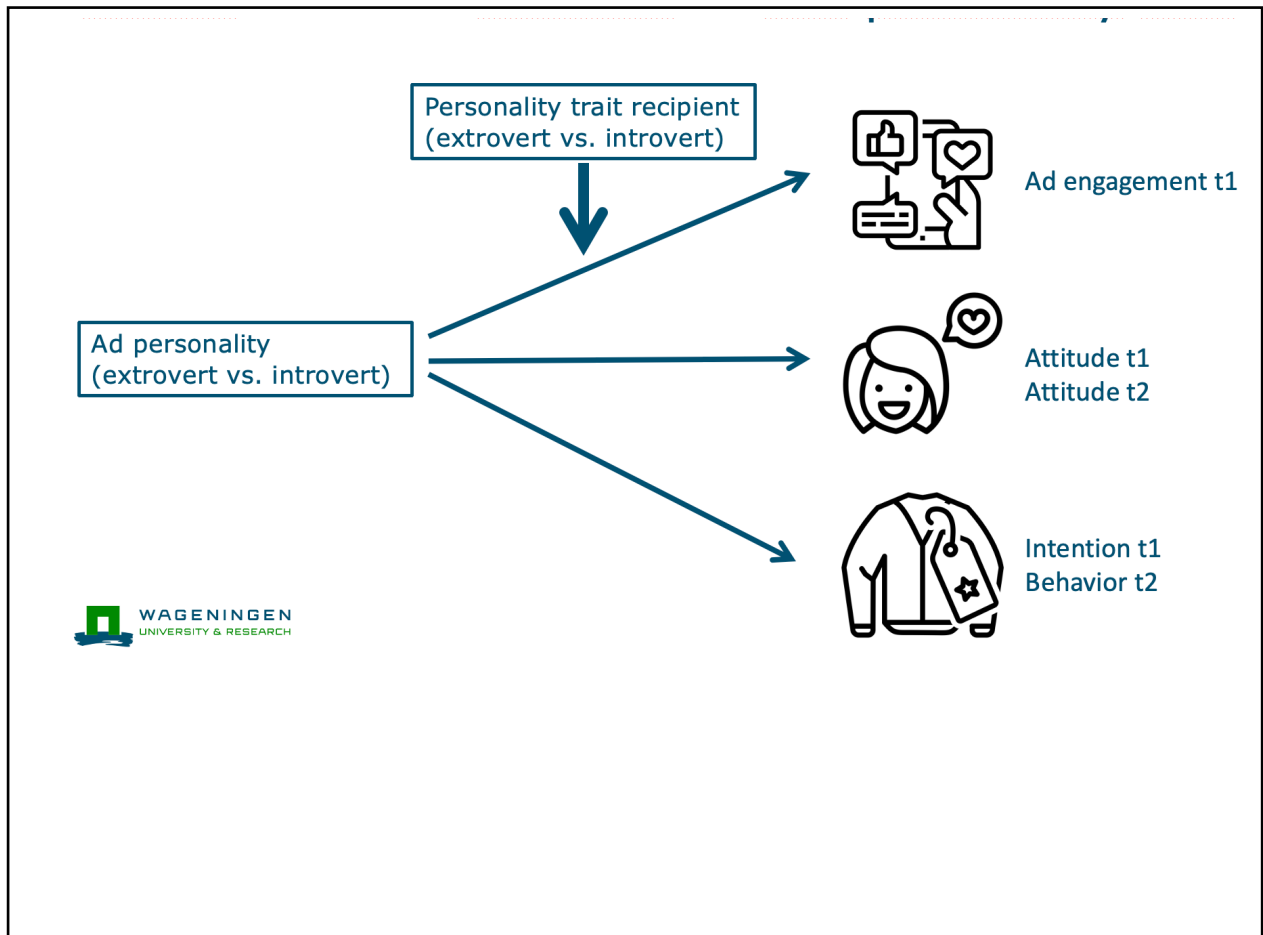 Personality trait recipient
(extrovert vs. introvert)
Ad engagement t1
Ad personality
(extrovert vs. introvert)
Attitude t1
Attitude t2
Intention t1
Behavior t2
WAGENINGEN
UNIVERSITY & RESEARCH